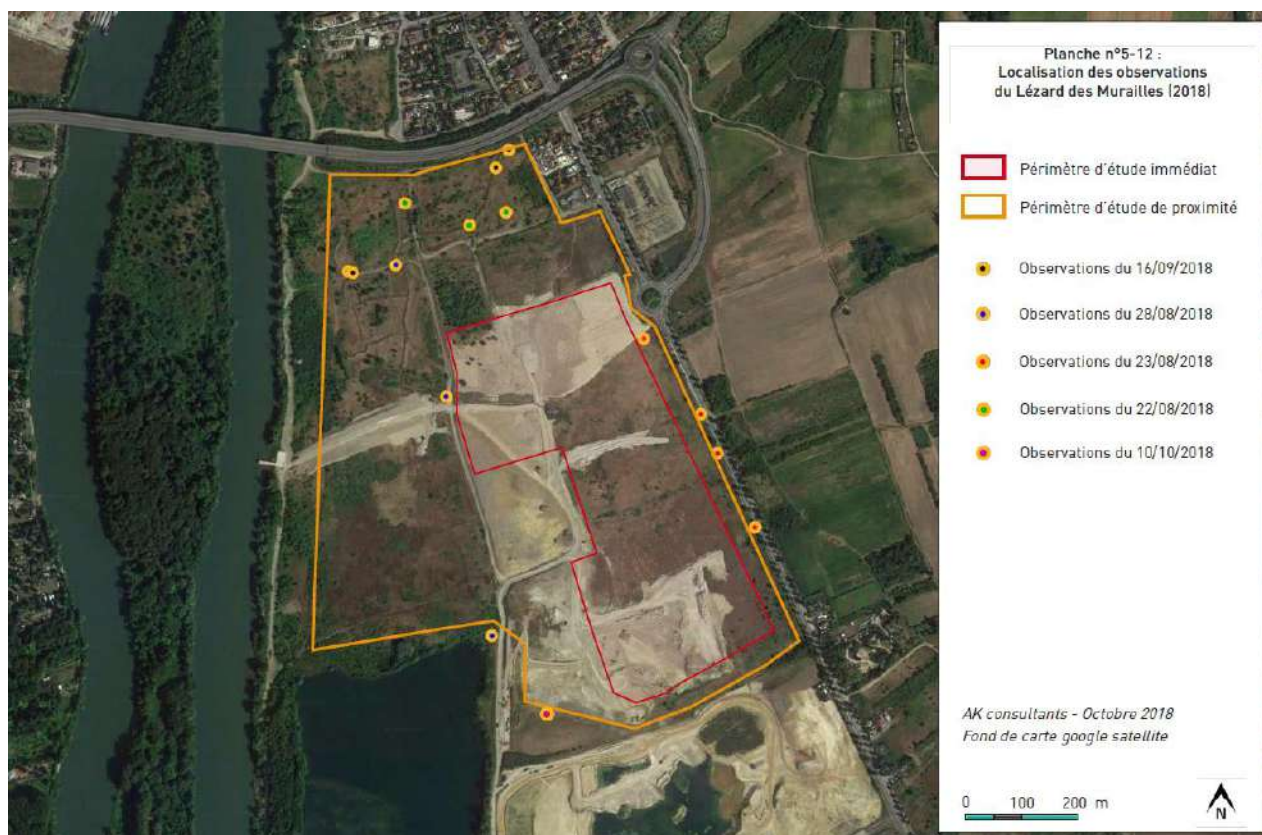 Planche n°5-12 :
Localisation des observations
du Lézard des Murailles (2018)
Périmètre d'étude immédiat
Périmètre d'étude de proximité
Observations du 16/09/2018
Observations du 28/08/2018
Observations du 23/08/2018
Observations du 22/08/2018
Observations du 10/10/2018
AK consultants - Octobre 2018
Fond de carte google satellite
0 100 200 m
N